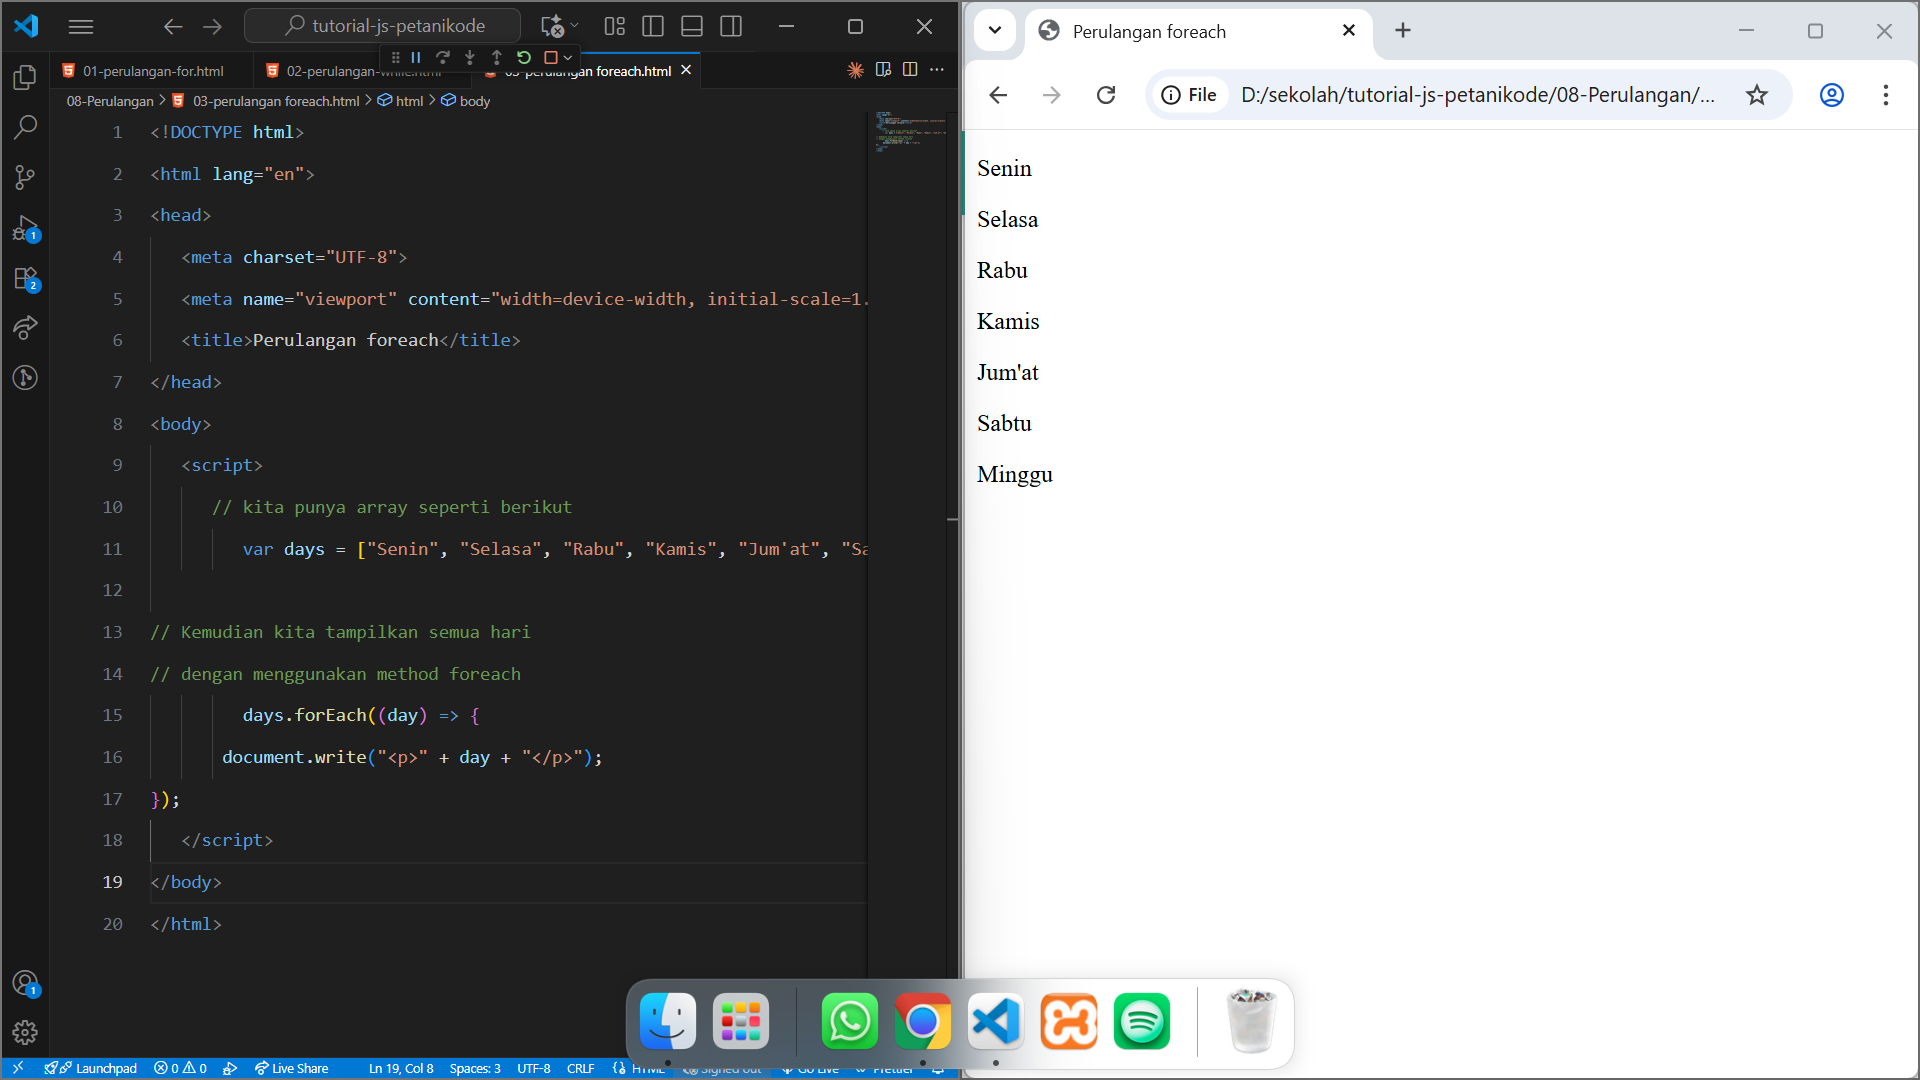 tutorial-js-petanikode
01-perulangan-for.html
02-perulangan-while.html
03-perulangan foreach.html
08-Perulangan > 03-perulangan foreach.html > html > body
1 <!DOCTYPE html>
2 <html lang="en">
3 <head>
4 <meta charset="UTF-8">
5 <meta name="viewport" content="width=device-width, initial-scale=1.
6 <title>Perulangan foreach</title>
7 </head>
8 <body>
9 <script>
10 // kita punya array seperti berikut
11 var days = ["Senin", "Selasa", "Rabu", "Kamis", "Jum'at", "Sa
12
13 // Kemudian kita tampilkan semua hari
14 // dengan menggunakan method foreach
15 days.forEach((day) => {
16 document.write("<p>" + day + "</p>");
17 });
18 </script>
19 </body>
20 </html>
1
2
1
Launchpad 0 0 Live Share Ln 19, Col 8 Spaces: 3 UTF-8 CRLF HTML Signed out Go Live Prettier
Perulangan foreach
File D:/sekolah/tutorial-js-petanikode/08-Perulangan/...
Senin
Selasa
Rabu
Kamis
Jum'at
Sabtu
Minggu